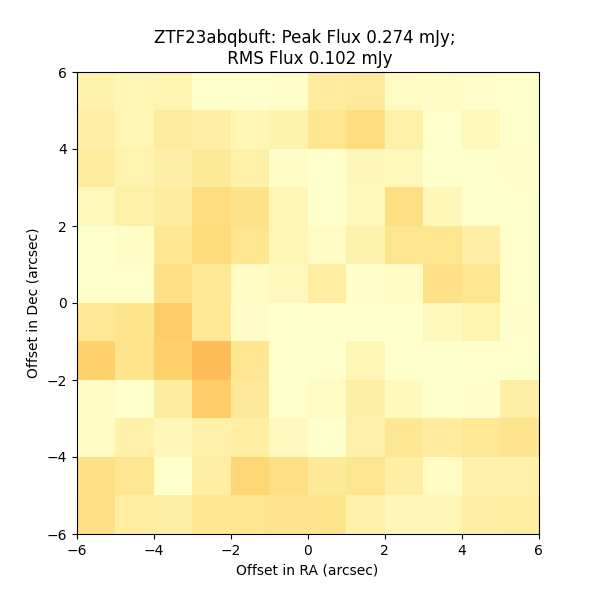 ZTF23abqbuft: Peak Flux 0.274 mJy;
RMS Flux 0.102 mJy
6
4
2
0
−2
−4
−6
Offset in Dec (arcsec)
−6 −4 −2 0 2 4 6
Offset in RA (arcsec)